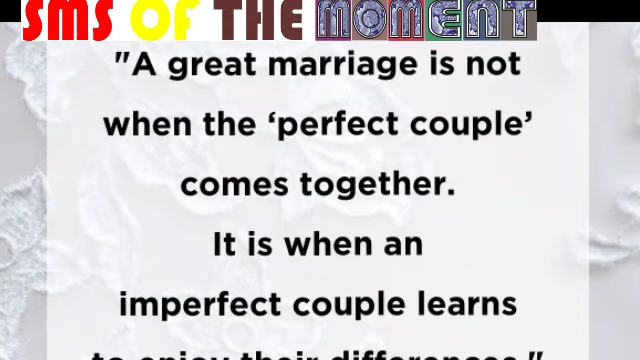 SMS OF THE MOMENT
"A great marriage is not
when the ‘perfect couple’
comes together.
It is when an
imperfect couple learns
to enjoy their differences."